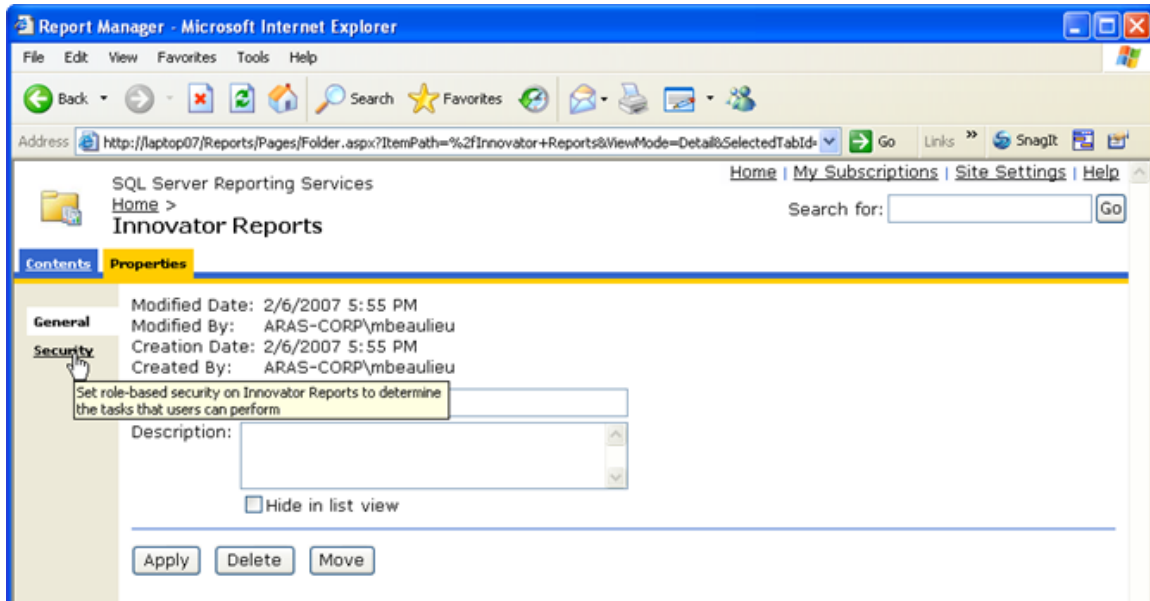 Report Manager - Microsoft Internet Explorer
File Edit View Favorites Tools Help
Back Search Favorites
Address http://laptop07/Reports/Pages/Folder.aspx?ItemPath=%2fInnovator+Reports&ViewMode=Detail&SelectedTabId= Go Links » SnagIt
Home | My Subscriptions | Site Settings | Help
SQL Server Reporting Services
Home >
Innovator Reports
Search for: Go
Contents Properties
General
Security
Modified Date: 2/6/2007 5:55 PM
Modified By: ARAS-CORP\mbeaulieu
Creation Date: 2/6/2007 5:55 PM
Created By: ARAS-CORP\mbeaulieu
Set role-based security on Innovator Reports to determine
the tasks that users can perform
Description:
Hide in list view
Apply Delete Move